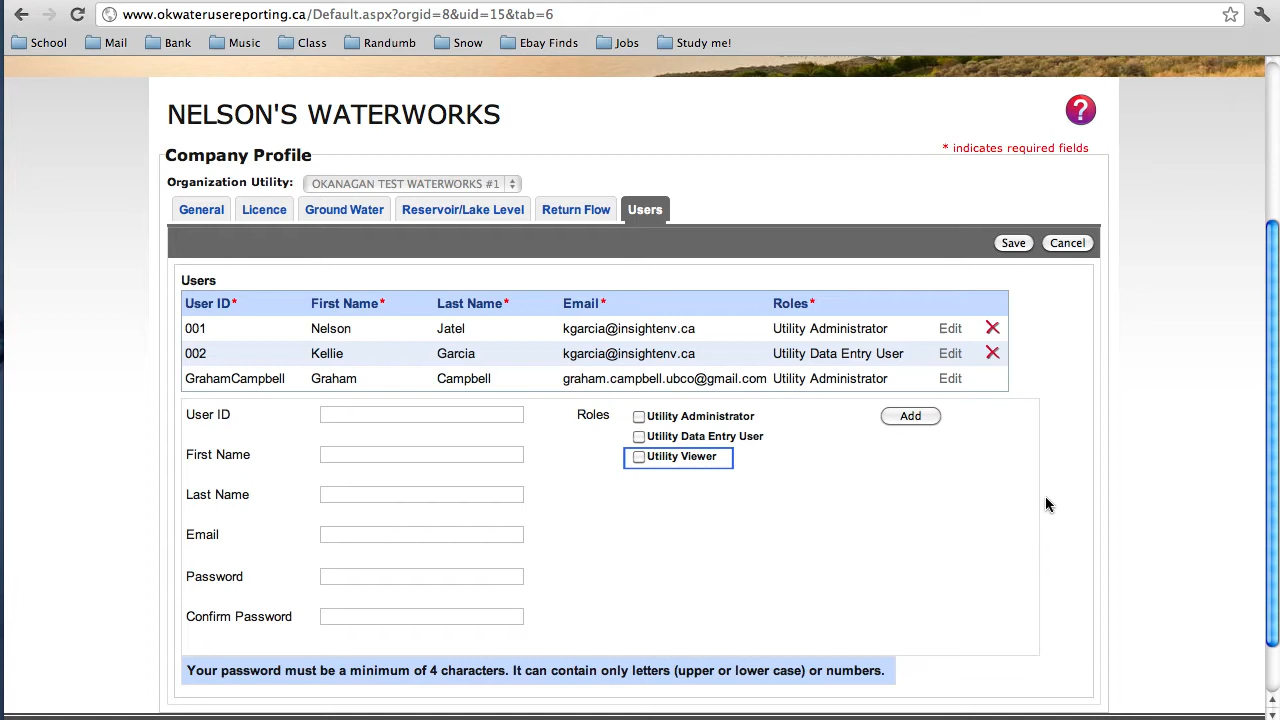 www.okwaterusereporting.ca/Default.aspx?orgid=8&uid=15&tab=6
School Mail Bank Music Class Randumb Snow Ebay Finds Jobs Study me!
NELSON'S WATERWORKS
?
* indicates required fields
Company Profile
Organization Utility: OKANAGAN TEST WATERWORKS #1
General Licence Ground Water Reservoir/Lake Level Return Flow Users
Save Cancel
Users
User ID* First Name* Last Name* Email* Roles*
001 Nelson Jatel kgarcia@insightenv.ca Utility Administrator Edit
002 Kellie Garcia kgarcia@insightenv.ca Utility Data Entry User Edit
GrahamCampbell Graham Campbell graham.campbell.ubco@gmail.com Utility Administrator Edit
User ID Roles Utility Administrator Add
Utility Data Entry User
First Name Utility Viewer
Last Name
Email
Password
Confirm Password
Your password must be a minimum of 4 characters. It can contain only letters (upper or lower case) or numbers.